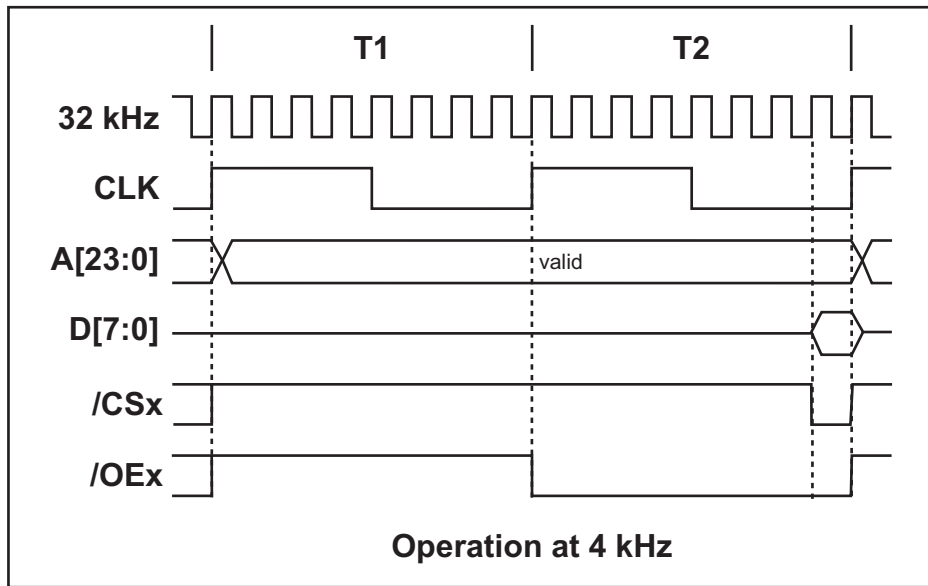 T1 T2
32 kHz
CLK
A[23:0] valid
D[7:0]
/CSx
/OEx
Operation at 4 kHz